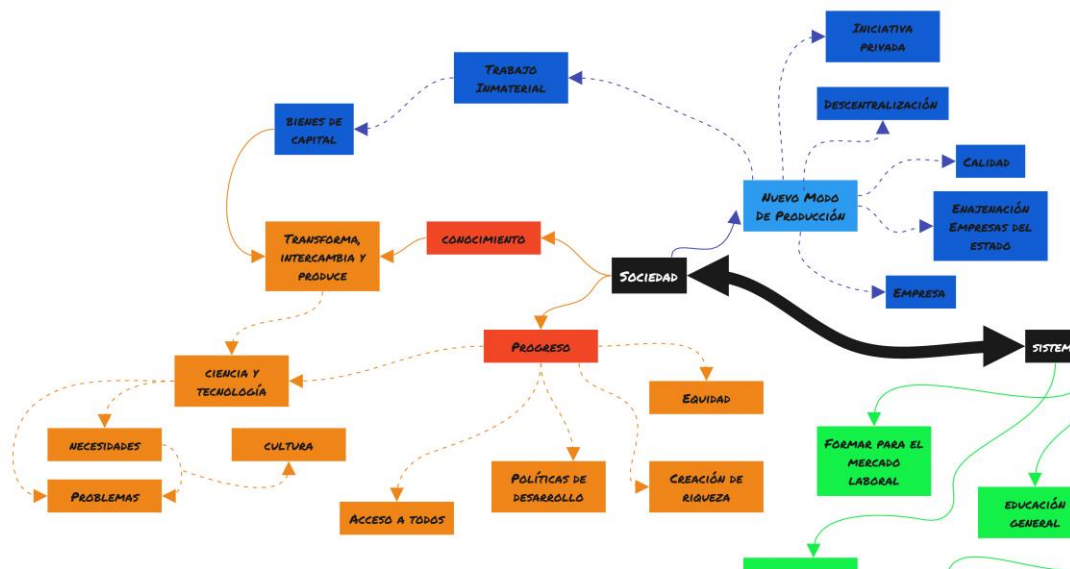 INICIATIVA
PRIVADA
TRABAJO
INMATERIAL
DESCENTRALIZACIÓN
BIENES DE
CAPITAL
CALIDAD
NUEVO MODO
DE PRODUCCIÓN
ENAJENACIÓN
EMPRESAS DEL
ESTADO
TRANSFORMA,
INTERCAMBIA Y
PRODUCE
CONOCIMIENTO
SOCIEDAD
EMPRESA
PROGRESO
SISTEM
CIENCIA Y
TECNOLOGÍA
EQUIDAD
NECESIDADES
CULTURA
FORMAR PARA EL
MERCADO
LABORAL
PROBLEMAS
POLÍTICAS DE
DESARROLLO
CREACIÓN DE
RIQUEZA
ACCESO A TODOS
EDUCACIÓN
GENERAL